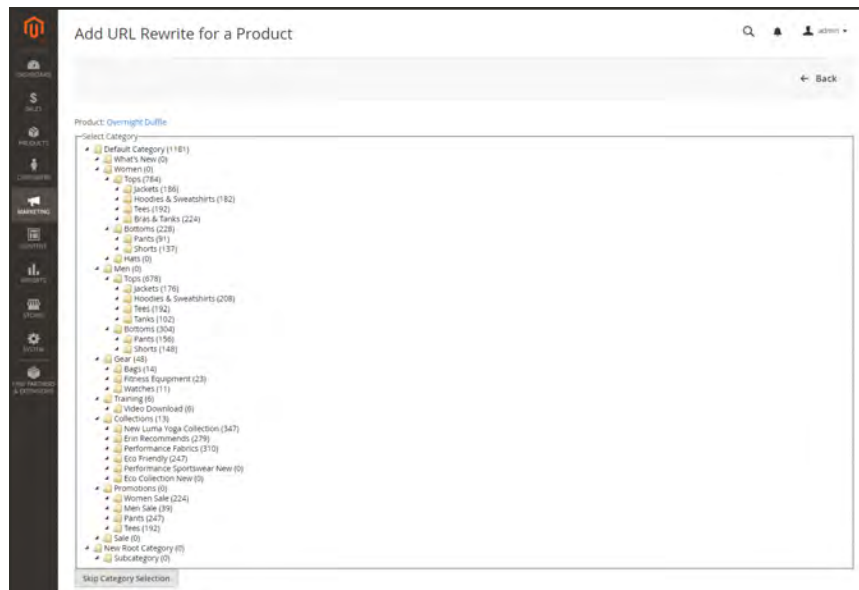 Add URL Rewrite for a Product
admin
DASHBOARD
SALES
PRODUCTS
CUSTOMERS
MARKETING
CONTENT
REPORTS
STORES
SYSTEM
FIND PARTNERS
& EXTENSIONS
← Back
Product: Overnight Duffle
Select Category
Default Category (1181)
What's New (0)
Women (0)
Tops (784)
Jackets (186)
Hoodies & Sweatshirts (182)
Tees (192)
Bras & Tanks (224)
Bottoms (228)
Pants (91)
Shorts (137)
Hats (0)
Men (0)
Tops (678)
Jackets (176)
Hoodies & Sweatshirts (208)
Tees (192)
Tanks (102)
Bottoms (304)
Pants (156)
Shorts (148)
Gear (48)
Bags (14)
Fitness Equipment (23)
Watches (11)
Training (6)
Video Download (6)
Collections (13)
New Luma Yoga Collection (347)
Erin Recommends (279)
Performance Fabrics (310)
Eco Friendly (247)
Performance Sportswear New (0)
Eco Collection New (0)
Promotions (0)
Women Sale (224)
Men Sale (39)
Pants (247)
Tees (192)
Sale (0)
New Root Category (0)
Subcategory (0)
Skip Category Selection